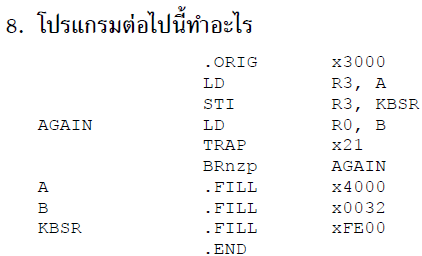 8. โปรแกรมต่อไปนี้ทำอะไร
.ORIG x3000
LD R3, A
STI R3, KBSR
AGAIN LD R0, B
TRAP x21
BRnzp AGAIN
A .FILL x4000
B .FILL x0032
KBSR .FILL xFE00
.END